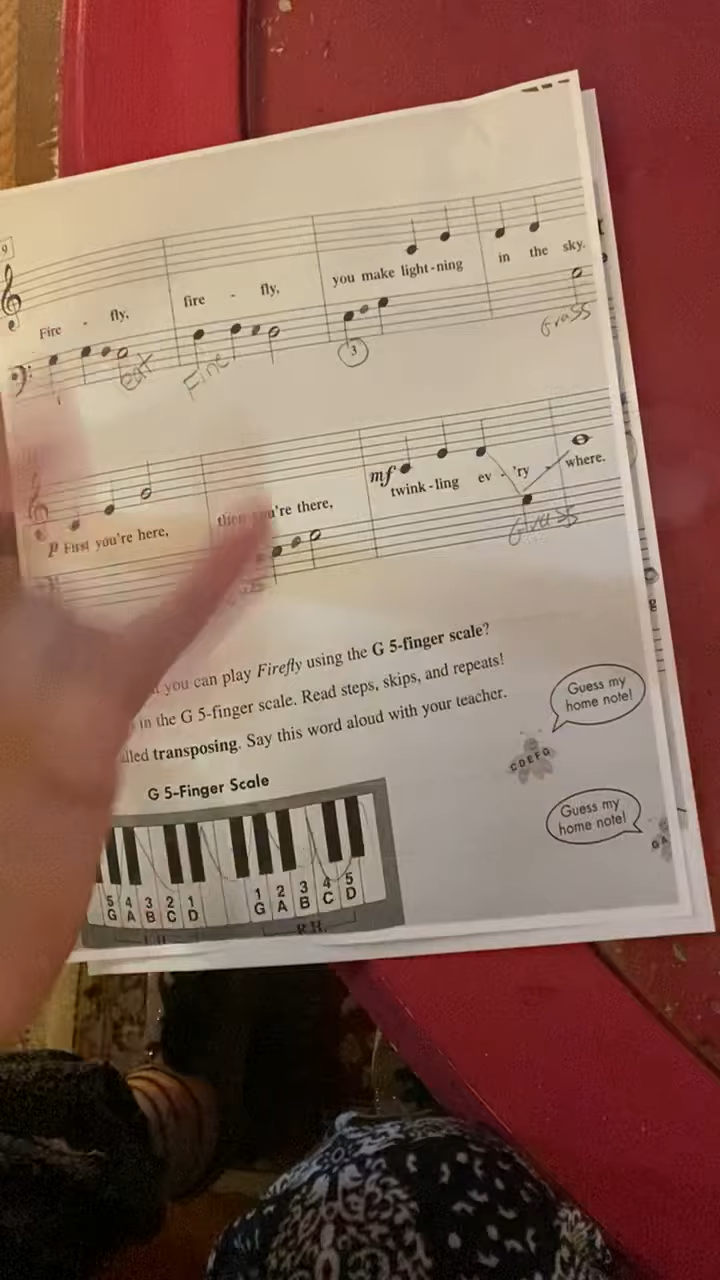 9
Fire - fly, fire - fly, you make light-ning in the sky.
Eat Fine 3 Grass
p First you're here, then you're there, mf twink-ling ev - 'ry - where.
Grass
you can play Firefly using the G 5-finger scale?
in the G 5-finger scale. Read steps, skips, and repeats!
transposing. Say this word aloud with your teacher.
Guess my
home note!
C D E F G
G 5-Finger Scale
Guess my
home note!
G A
5 4 3 2 1 1 2 3 4 5
G A B C D G A B C D
R.H.